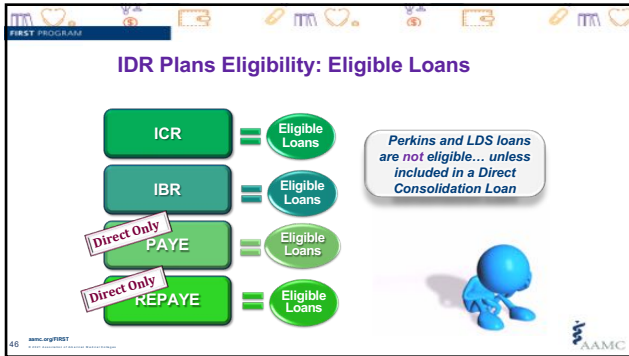 FIRST PROGRAM
IDR Plans Eligibility: Eligible Loans
ICR
Eligible
Loans
IBR
Eligible
Loans
Direct Only
PAYE
Eligible
Loans
Direct Only
REPAYE
Eligible
Loans
Perkins and LDS loans
are not eligible... unless
included in a Direct
Consolidation Loan
46
aamc.org/FIRST
AAMC